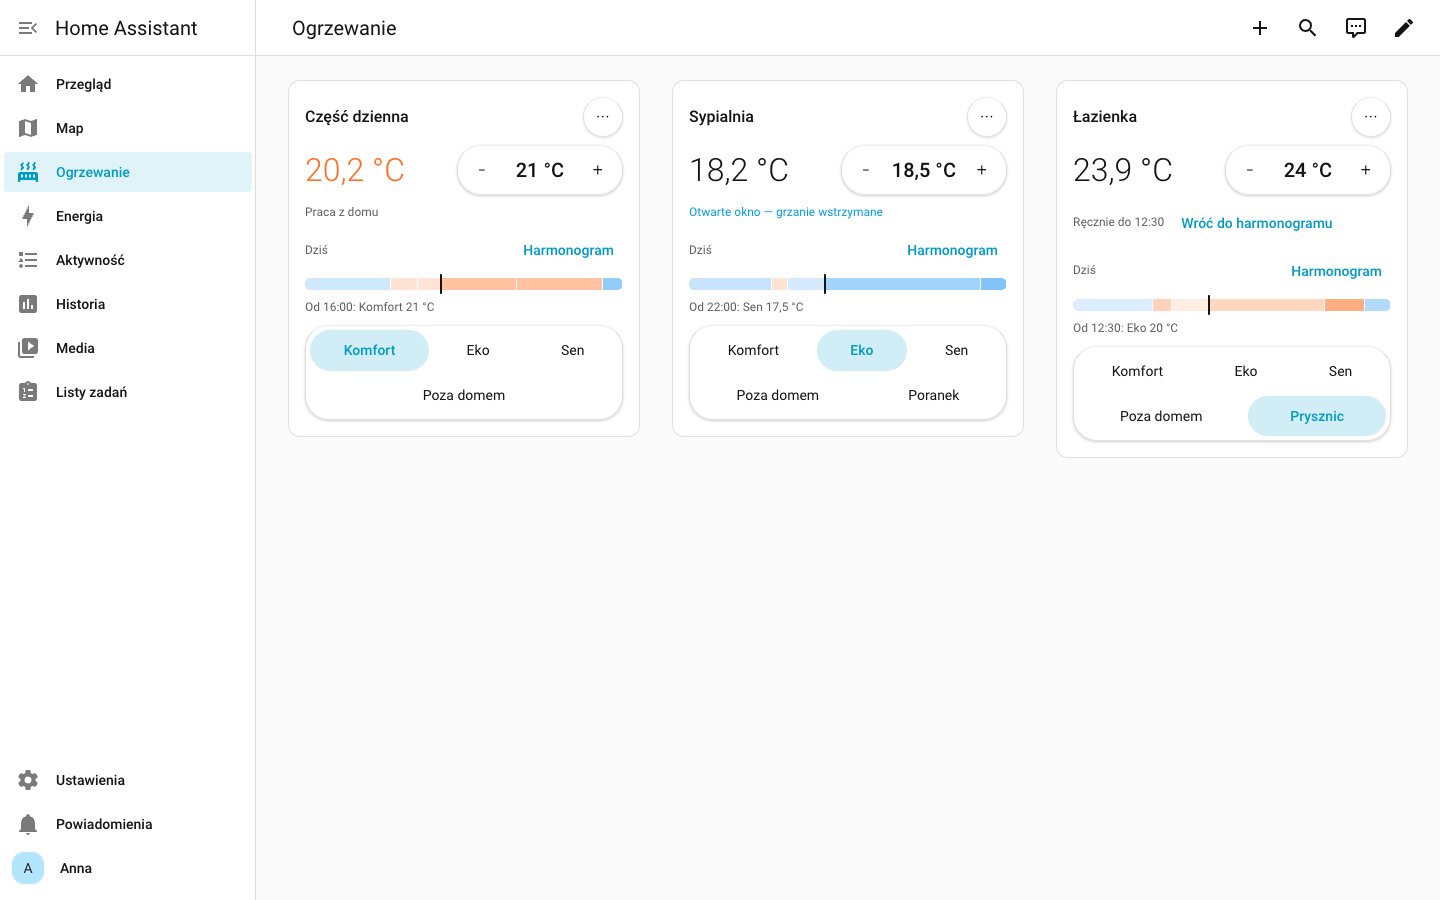 Home Assistant
Ogrzewanie
Przegląd
Map
Ogrzewanie
Energia
Aktywność
Historia
Media
Listy zadań
Ustawienia
Powiadomienia
A Anna
Część dzienna ...
20,2 °C - 21 °C +
Praca z domu
Dziś Harmonogram
Od 16:00: Komfort 21 °C
Komfort Eko Sen
Poza domem
Sypialnia ...
18,2 °C - 18,5 °C +
Otwarte okno — grzanie wstrzymane
Dziś Harmonogram
Od 22:00: Sen 17,5 °C
Komfort Eko Sen
Poza domem Poranek
Łazienka ...
23,9 °C - 24 °C +
Ręcznie do 12:30 Wróć do harmonogramu
Dziś Harmonogram
Od 12:30: Eko 20 °C
Komfort Eko Sen
Poza domem Prysznic